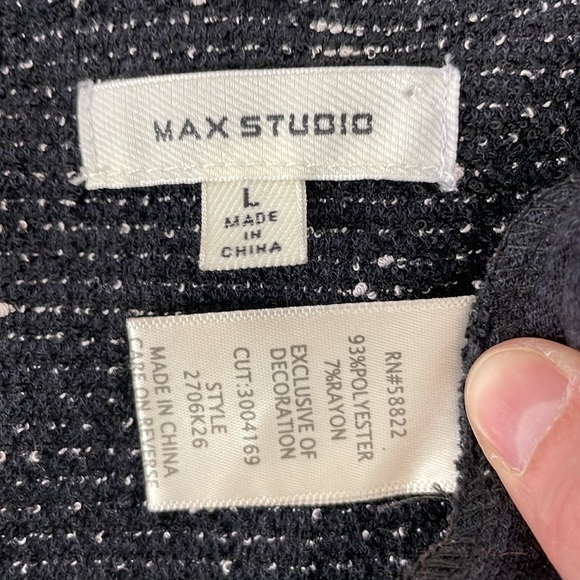 MAX STUDIO
L
MADE
IN
CHINA
RN#58822
93%POLYESTER
7%RAYON
EXCLUSIVE OF
DECORATION
CUT:3004169
STYLE
2706K26
MADE IN CHINA
CARE ON REVERSE